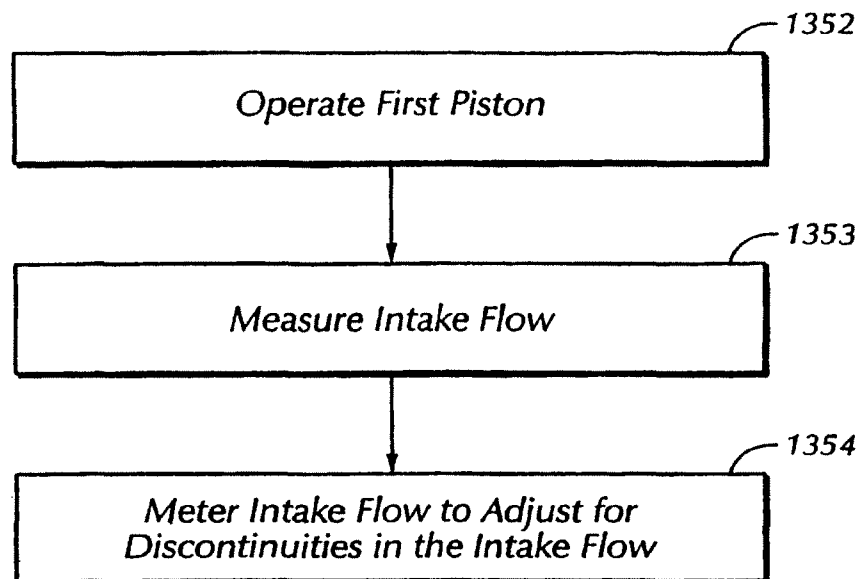 1352
Operate First Piston
1353
Measure Intake Flow
1354
Meter Intake Flow to Adjust for
Discontinuities in the Intake Flow